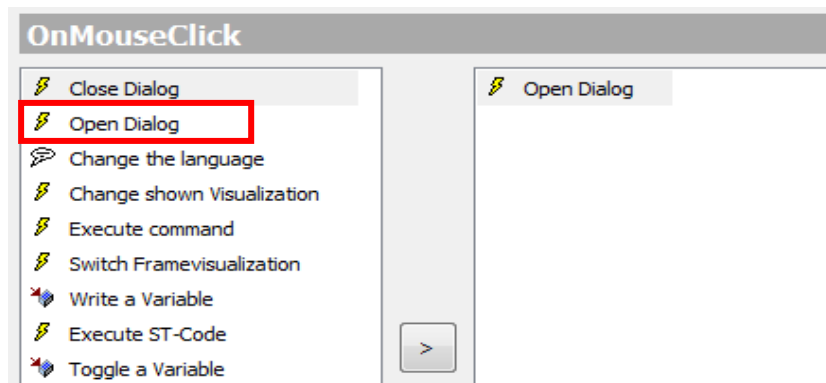 OnMouseClick
Close Dialog
Open Dialog
Change the language
Change shown Visualization
Execute command
Switch Framevisualization
Write a Variable
Execute ST-Code
Toggle a Variable
>
Open Dialog